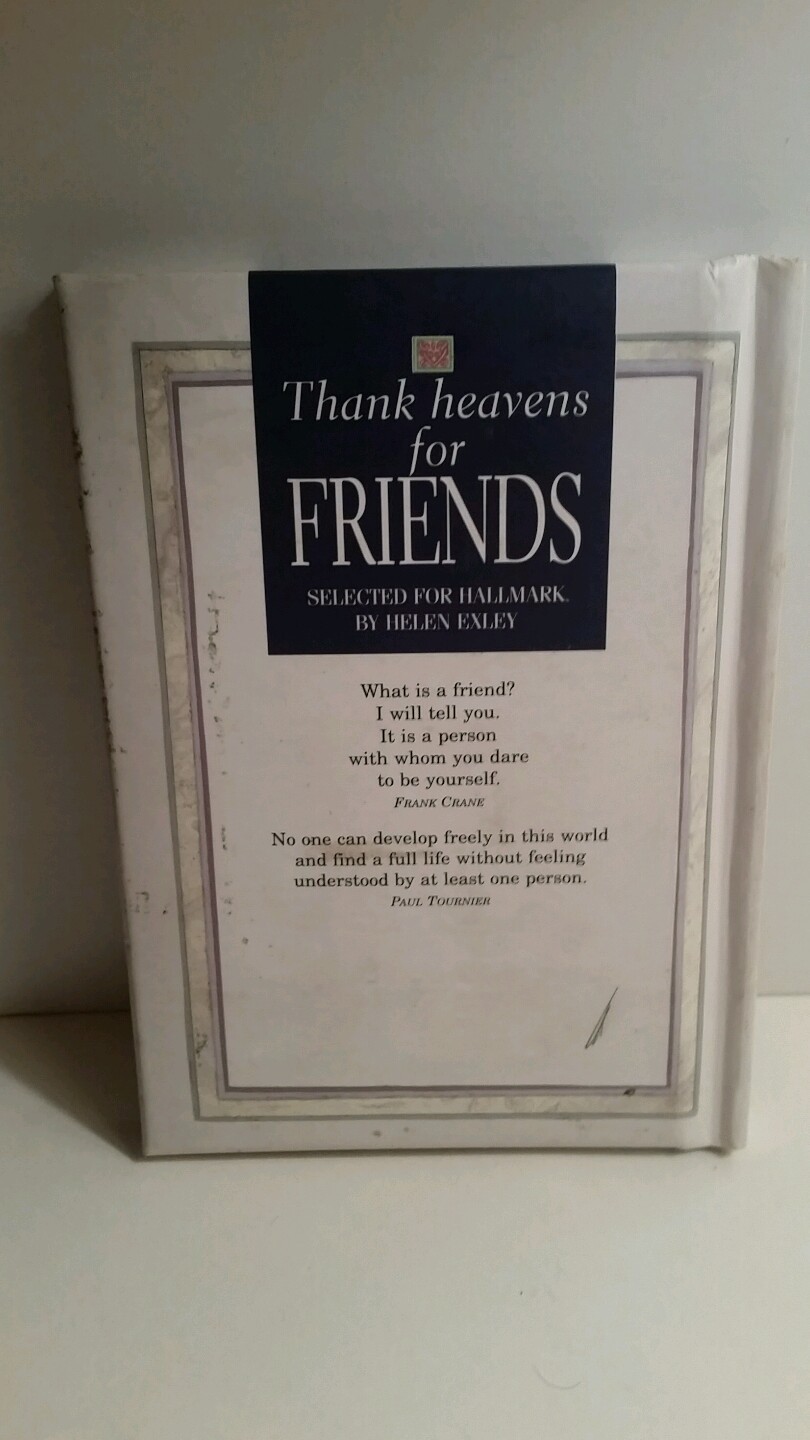 Thank heavens
for
FRIENDS
SELECTED FOR HALLMARK.
BY HELEN EXLEY
What is a friend?
I will tell you.
It is a person
with whom you dare
to be yourself.
FRANK CRANE
No one can develop freely in this world
and find a full life without feeling
understood by at least one person.
PAUL TOURNIER